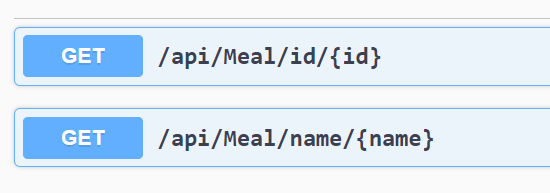 GET /api/Meal/id/{id}
GET /api/Meal/name/{name}